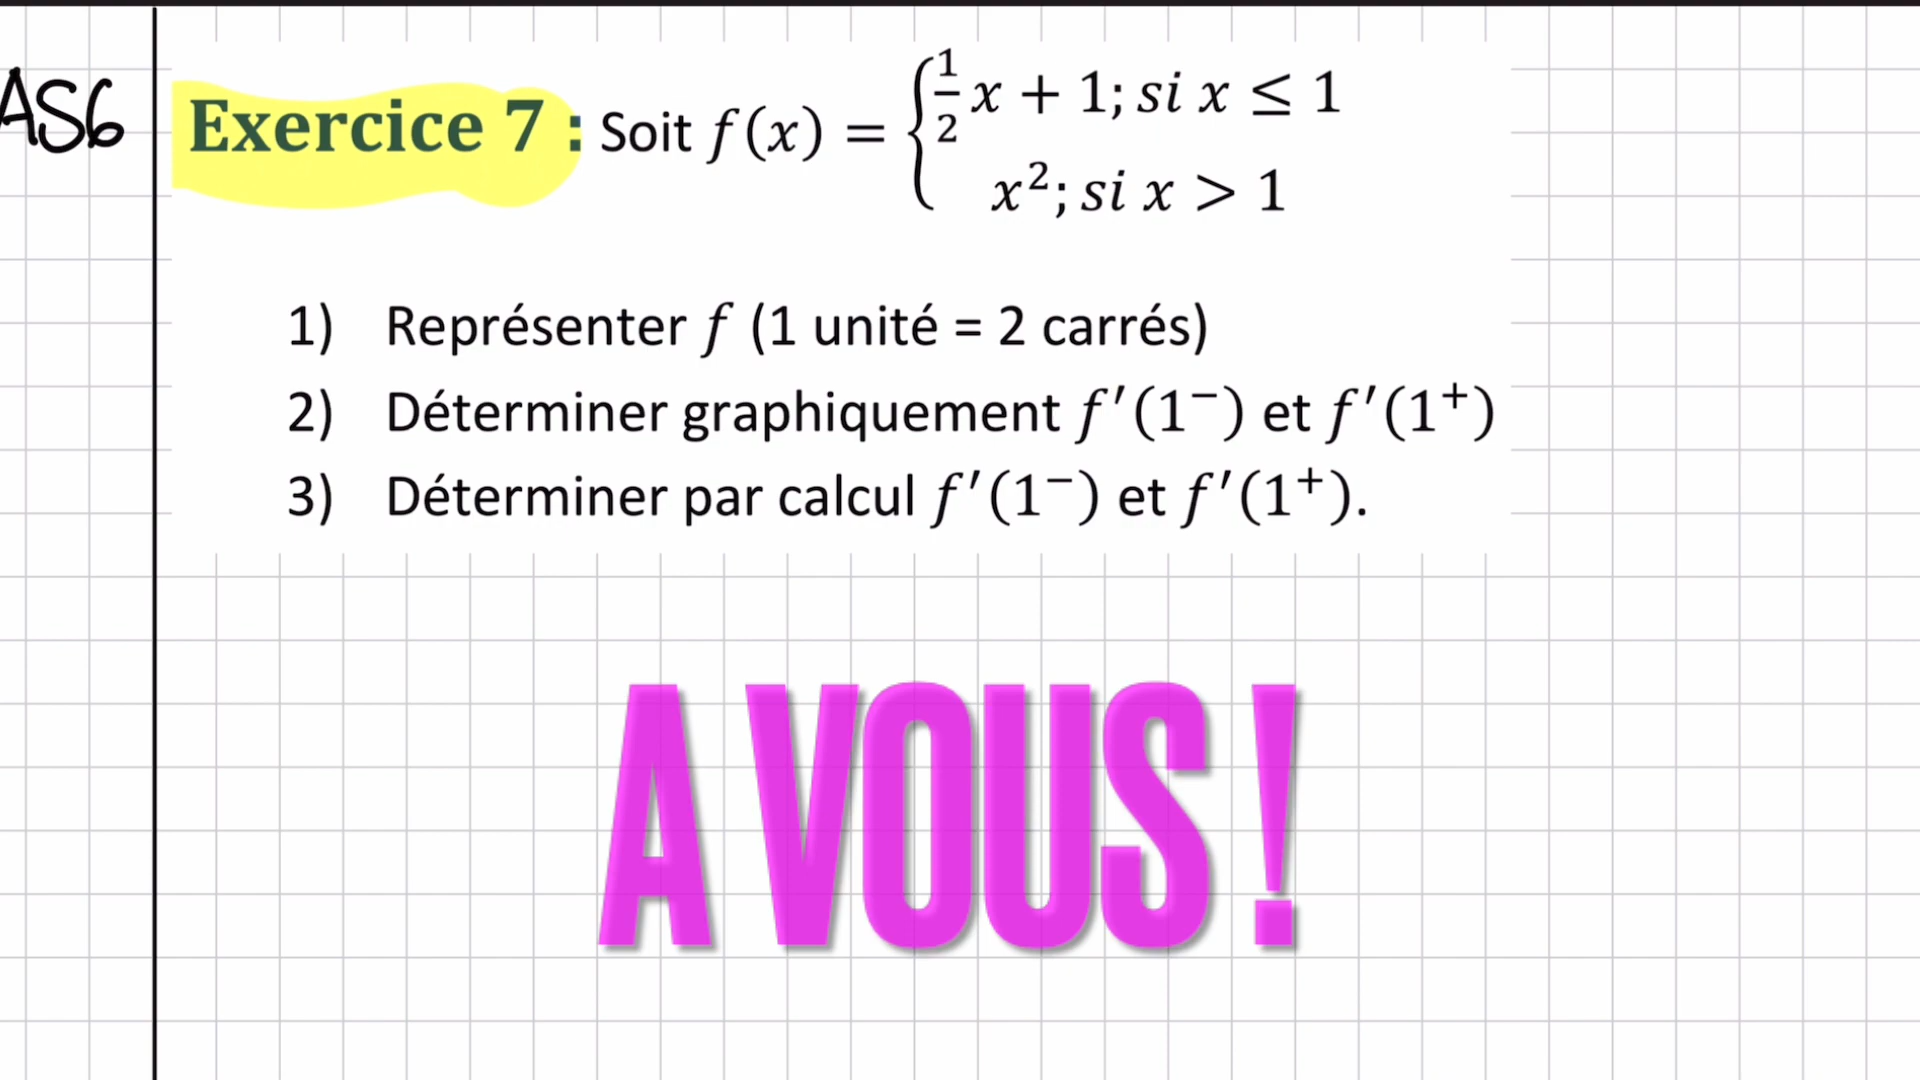 AS6
Exercice 7 : Soit f(x) = { 1/2 x + 1; si x ≤ 1
x²; si x > 1
1) Représenter f (1 unité = 2 carrés)
2) Déterminer graphiquement f′(1⁻) et f′(1⁺)
3) Déterminer par calcul f′(1⁻) et f′(1⁺).
A VOUS !